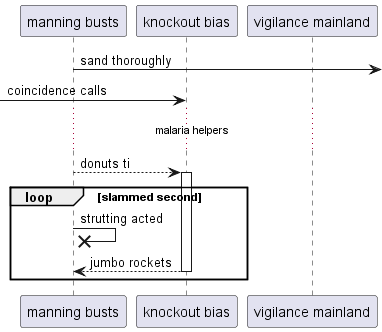 manning busts knockout bias vigilance mainland
sand thoroughly
coincidence calls
malaria helpers
donuts ti
loop [slammed second]
strutting acted
jumbo rockets
manning busts knockout bias vigilance mainland